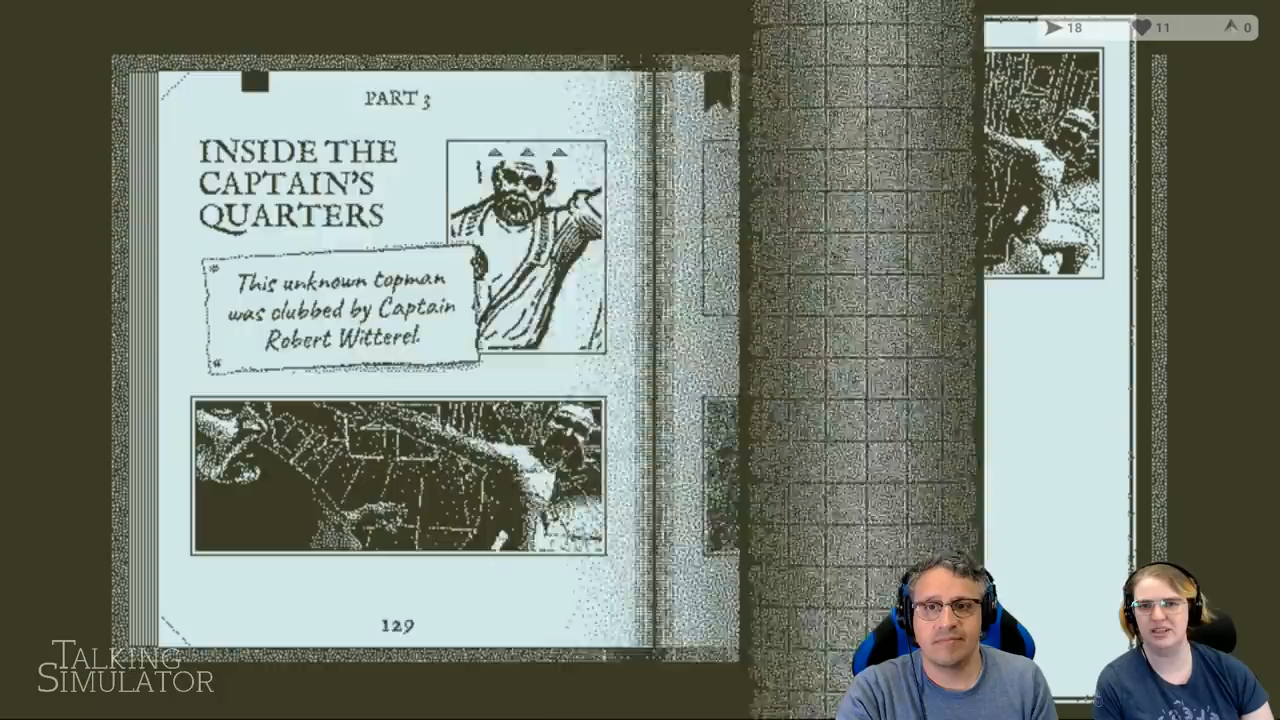 18
11
0
PART 3
INSIDE THE
CAPTAIN'S
QUARTERS
This unknown topman
was clubbed by Captain
Robert Witterel.
129
TALKING
SIMULATOR